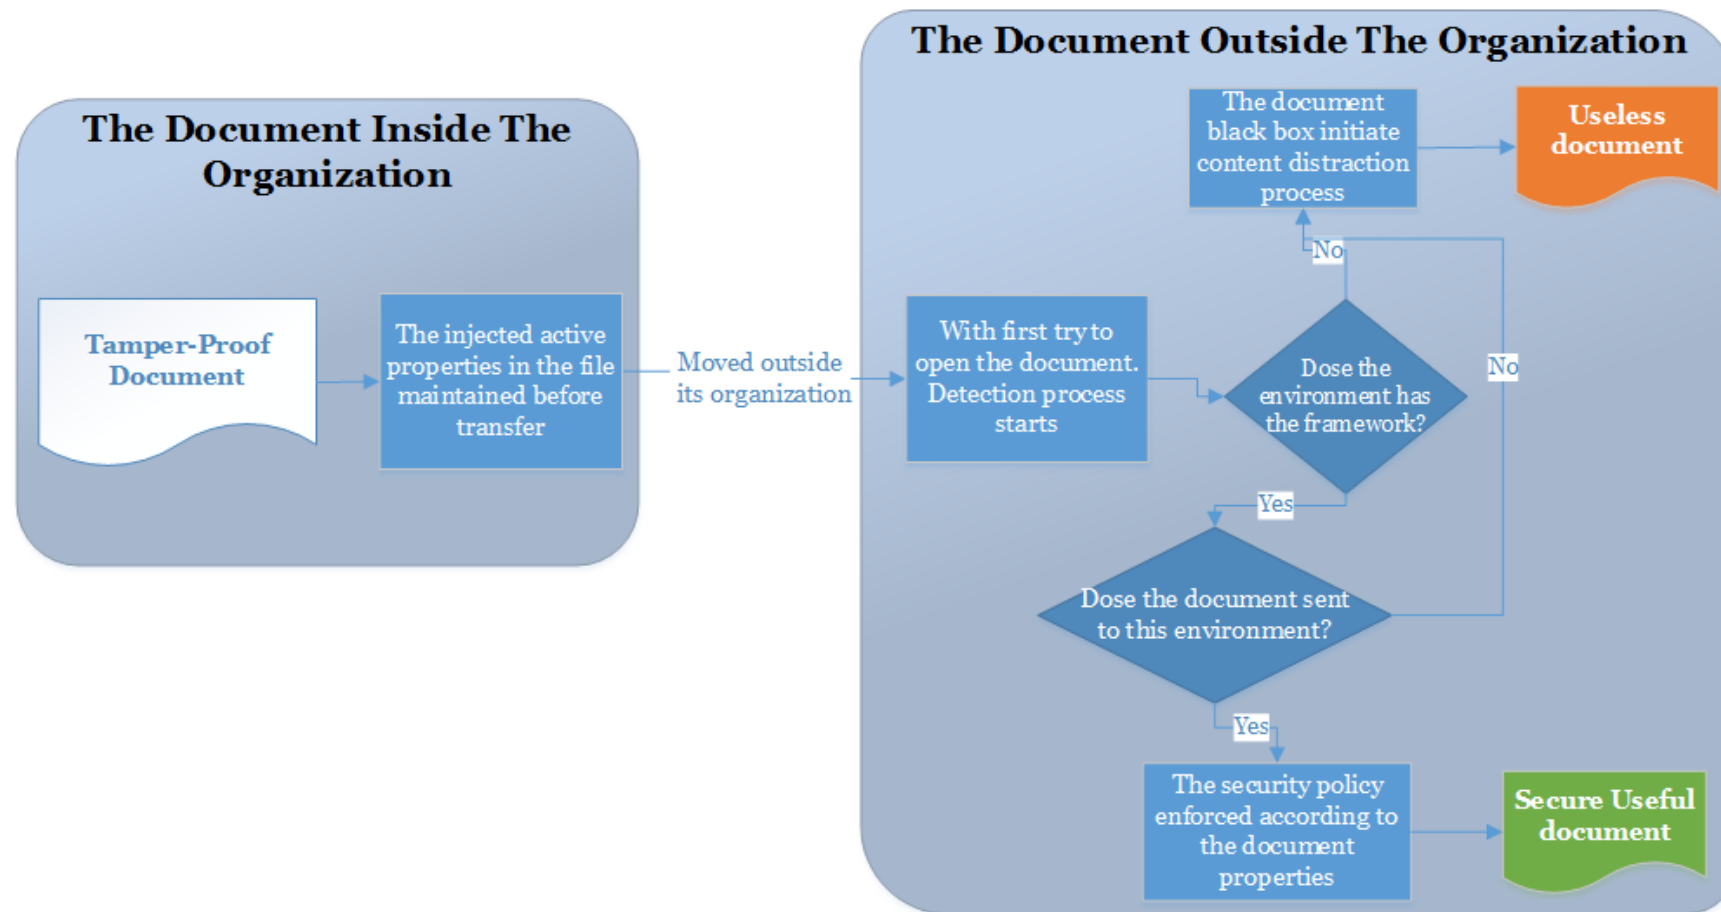 The Document Inside The
Organization
Tamper-Proof
Document
The injected active
properties in the file
maintained before
transfer
Moved outside
its organization
The Document Outside The Organization
With first try to
open the document.
Detection process
starts
Dose the
environment has
the framework?
No
The document
black box initiate
content distraction
process
Useless
document
Yes
Dose the document sent
to this environment?
No
Yes
The security policy
enforced according to
the document
properties
Secure Useful
document